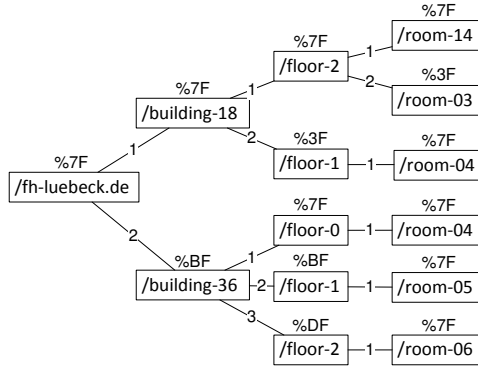 %7F
/room-14
%7F
/floor-2
1
2
%3F
/room-03
%7F
/building-18
1
2
%3F
/floor-1
1
%7F
/room-04
%7F
/fh-luebeck.de
1
2
%7F
/floor-0
1
%7F
/room-04
%BF
/building-36
1
2
3
%BF
/floor-1
1
%7F
/room-05
%DF
/floor-2
1
%7F
/room-06